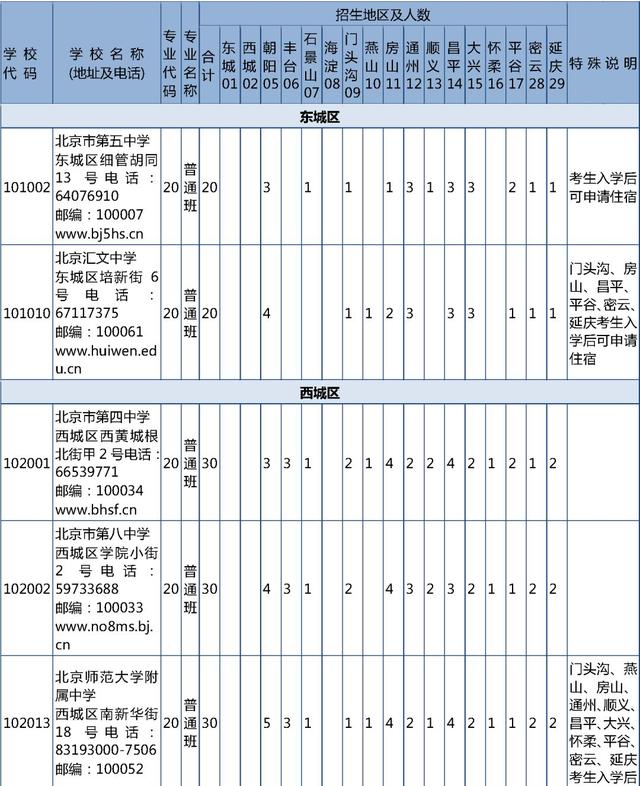 学校代码
学校名称
(地址及电话)
专业代码
专业名称
招生地区及人数
合计
东城01
西城02
朝阳05
丰台06
石景山07
海淀08
门头沟09
燕山10
房山11
通州12
顺义13
昌平14
大兴15
怀柔16
平谷17
密云28
延庆29
特殊说明
东城区
101002
北京市第五中学
东城区细管胡同
13 号电话：
64076910
邮编：100007
www.bj5hs.cn
20 普通班 20 3 1 1 1 3 1 3 3 2 1 1
考生入学后
可申请住宿
101010
北京汇文中学
东城区培新街 6
号电话：
67117375
邮编：100061
www.huiwen.ed
u.cn
20 普通班 20 4 1 1 2 3 3 3 1 1 1
门头沟、房
山、昌平、
平谷、密云、
延庆考生入
学后可申请
住宿
西城区
102001
北京市第四中学
西城区西黄城根
北街甲 2 号电话：
66539771
邮编：100034
www.bhsf.cn
20 普通班 30 3 3 1 2 1 4 2 2 4 2 1 2 1 2
102002
北京市第八中学
西城区学院小街
2 号电话：
59733688
邮编：100033
www.no8ms.bj.
cn
20 普通班 30 4 3 1 2 4 3 2 3 2 1 1 2 2
102013
北京师范大学附
属中学
西城区南新华街
18 号电话：
83193000-7506
邮编：100052
20 普通班 30 5 3 1 1 1 4 2 1 4 2 1 1 2 2
门头沟、燕
山、房山、
通州、顺义、
昌平、大兴、
怀柔、平谷、
密云、延庆
考生入学后